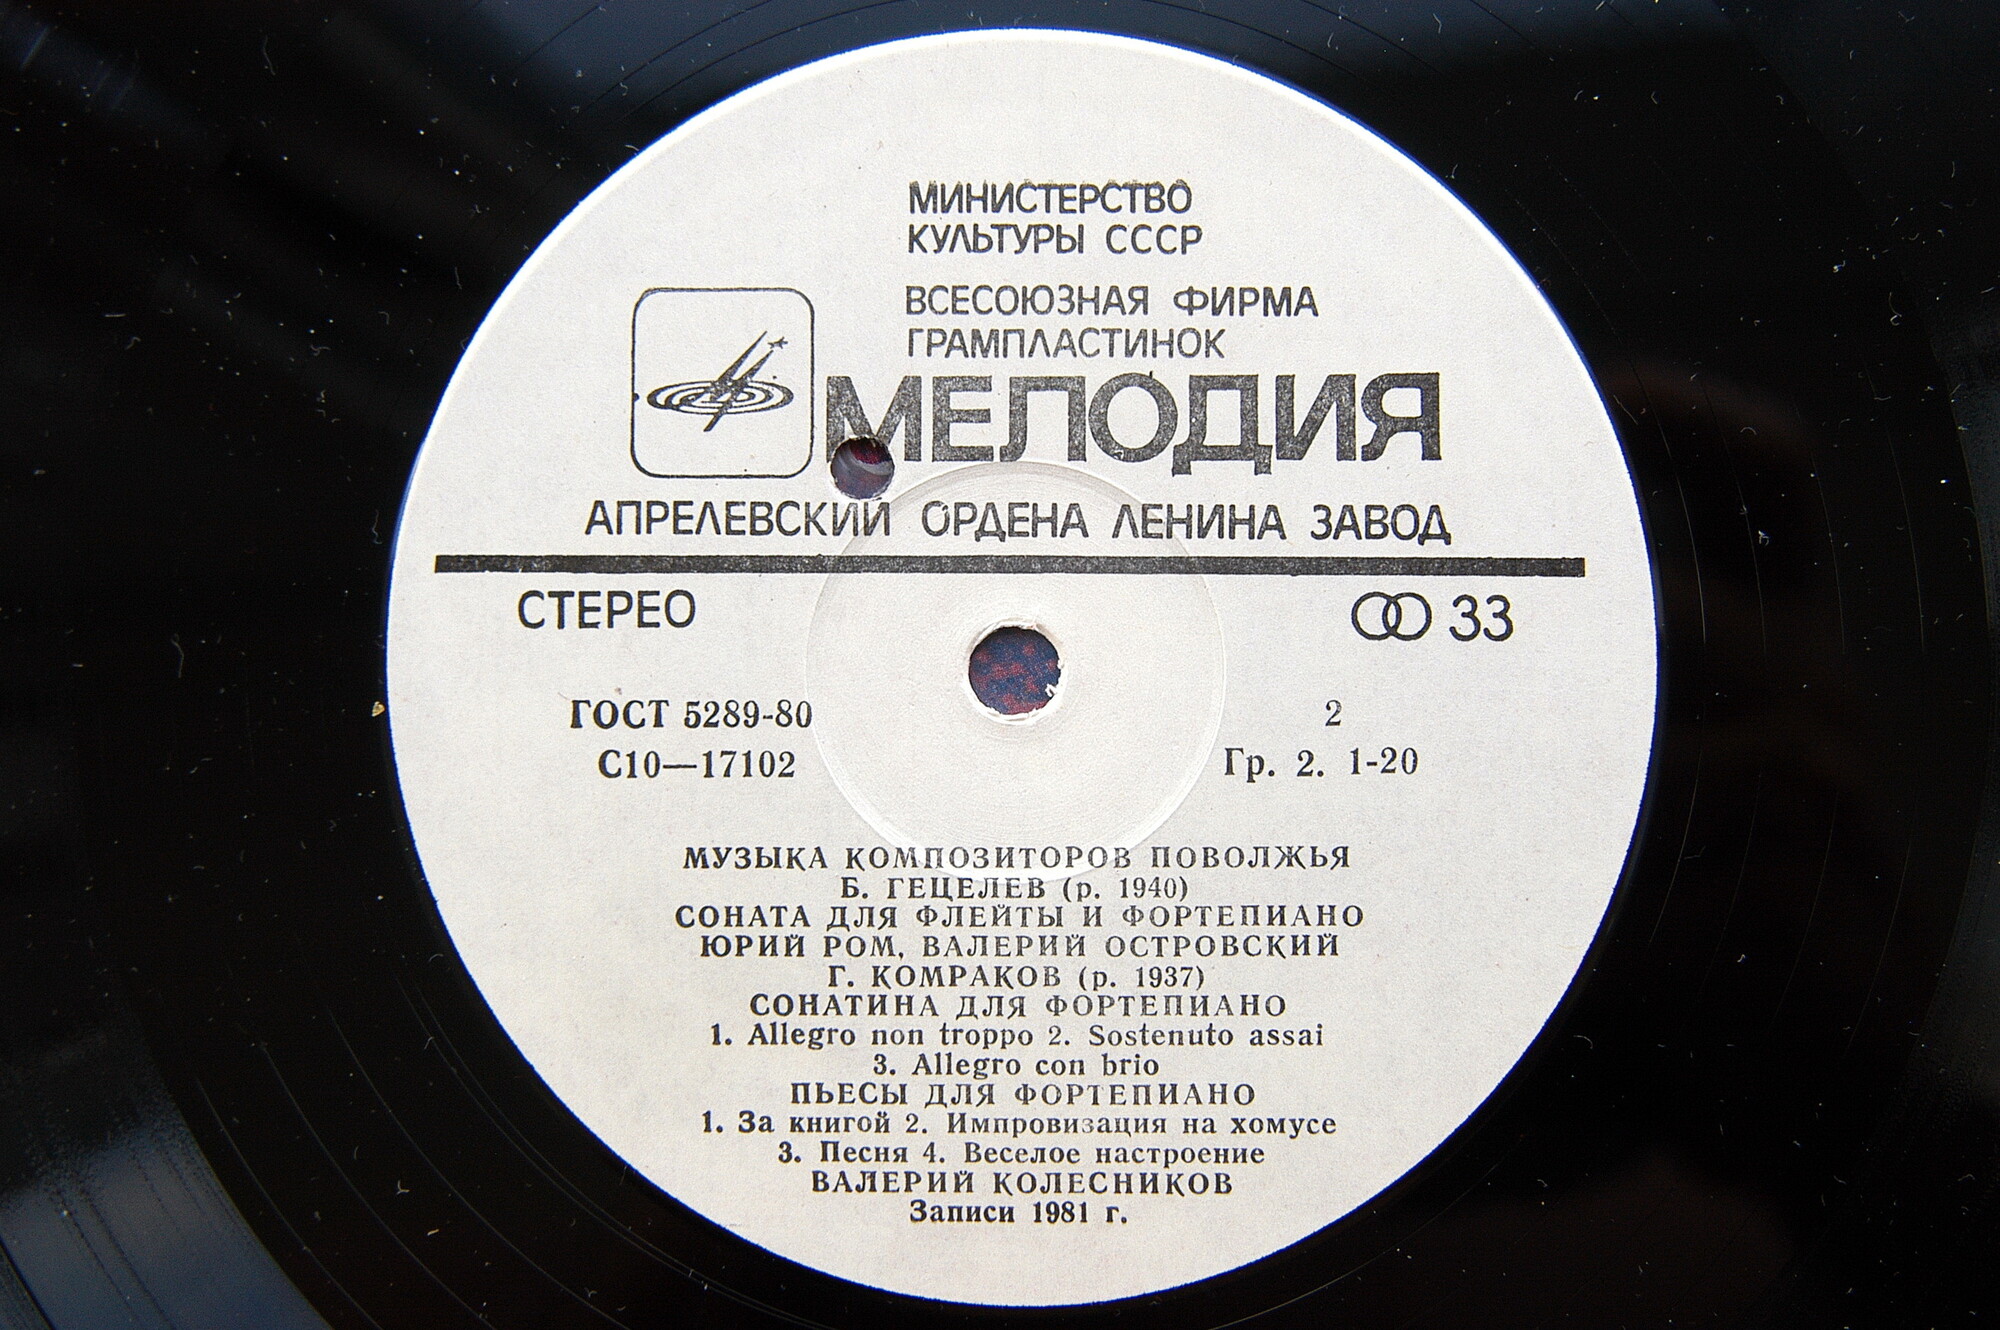 МИНИСТЕРСТВО
КУЛЬТУРЫ СССР
ВСЕСОЮЗНАЯ ФИРМА
ГРАМПЛАСТИНОК
МЕЛОДИЯ
АПРЕЛЕВСКИЙ ОРДЕНА ЛЕНИНА ЗАВОД
СТЕРЕО
33
ГОСТ 5289-80
2
С10—17102
Гр. 2. 1-20
МУЗЫКА КОМПОЗИТОРОВ ПОВОЛЖЬЯ
Б. ГЕЦЕЛЕВ (р. 1940)
СОНАТА ДЛЯ ФЛЕЙТЫ И ФОРТЕПИАНО
ЮРИЙ РОМ, ВАЛЕРИЙ ОСТРОВСКИЙ
Г. КОМРАКОВ (р. 1937)
СОНАТИНА ДЛЯ ФОРТЕПИАНО
1. Allegro non troppo 2. Sostenuto assai
3. Allegro con brio
ПЬЕСЫ ДЛЯ ФОРТЕПИАНО
1. За книгой 2. Импровизация на хомусе
3. Песня 4. Веселое настроение
ВАЛЕРИЙ КОЛЕСНИКОВ
Записи 1981 г.